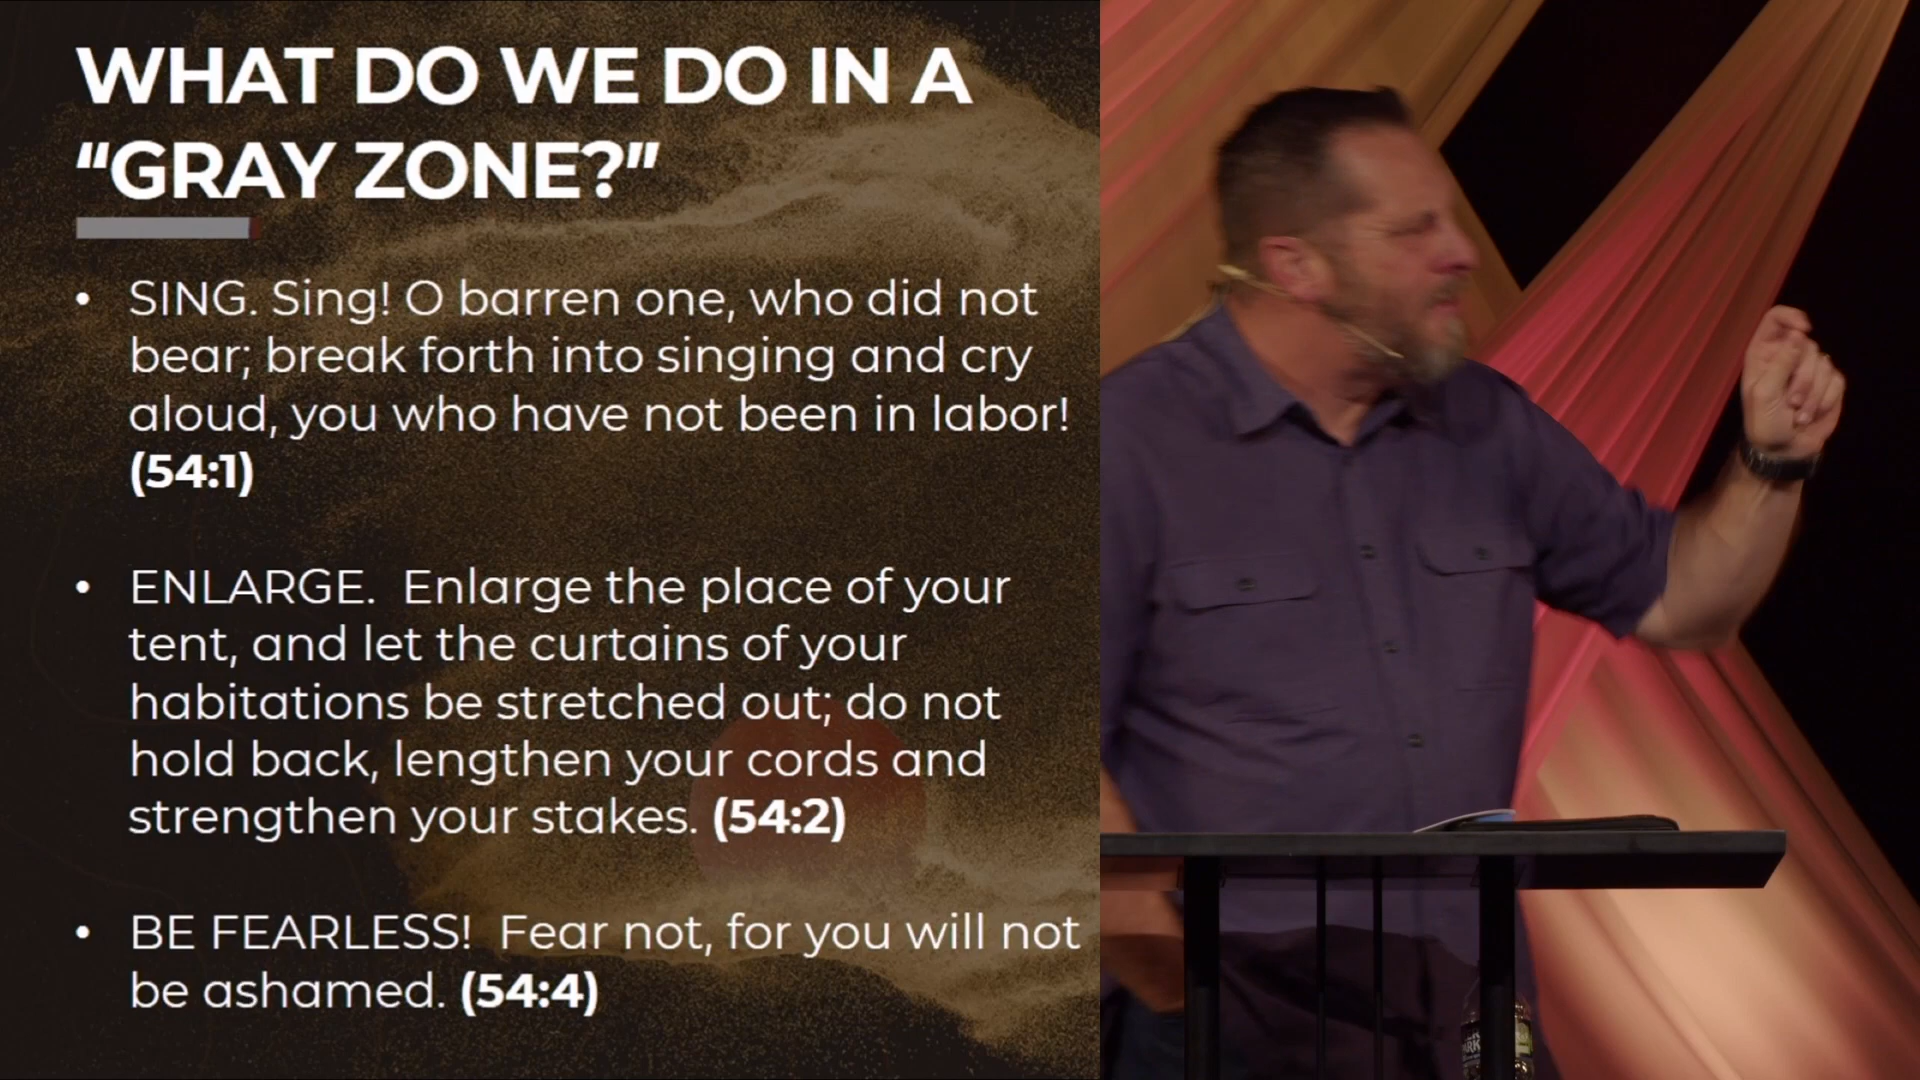 WHAT DO WE DO IN A
“GRAY ZONE?”
• SING. Sing! O barren one, who did not
bear; break forth into singing and cry
aloud, you who have not been in labor!
(54:1)
• ENLARGE.  Enlarge the place of your
tent, and let the curtains of your
habitations be stretched out; do not
hold back, lengthen your cords and
strengthen your stakes. (54:2)
• BE FEARLESS!  Fear not, for you will not
be ashamed. (54:4)